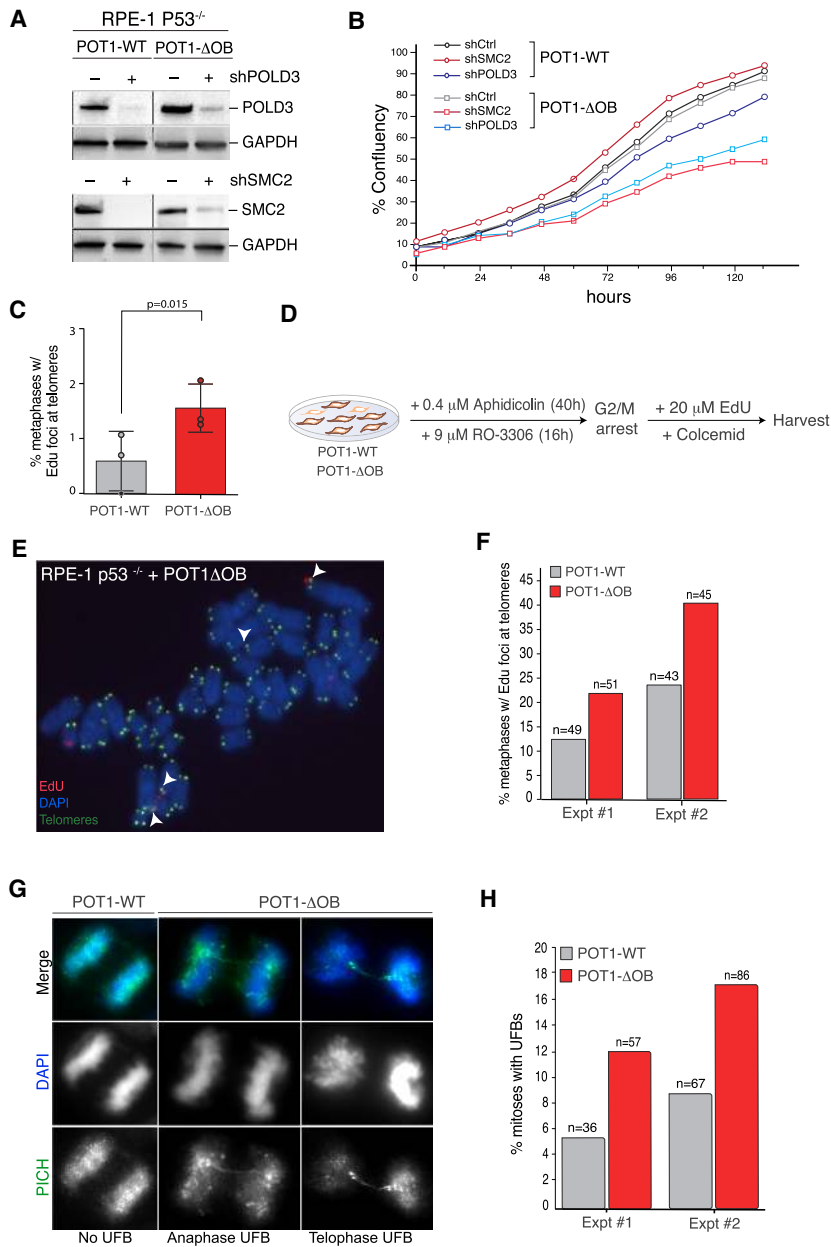 A
RPE-1 P53-/-
POT1-WT POT1-ΔOB
– + – + shPOLD3
POLD3
GAPDH
– + – + shSMC2
SMC2
GAPDH
B
% Confluency
100
90
80
70
60
50
40
30
20
10
0
0 24 48 72 96 120
hours
shCtrl
shSMC2
shPOLD3
POT1-WT
shCtrl
shSMC2
shPOLD3
POT1-ΔOB
C
p=0.015
% metaphases w/
Edu foci at telomeres
3
2
1
0
POT1-WT POT1-ΔOB
D
POT1-WT
POT1-ΔOB
+ 0.4 µM Aphidicolin (40h)
+ 9 µM RO-3306 (16h)
G2/M
arrest
+ 20 µM EdU
+ Colcemid
Harvest
E
RPE-1 p53 -/- + POT1ΔOB
EdU
DAPI
Telomeres
F
% metaphases w/ Edu foci at telomeres
45
40
35
30
25
20
15
10
5
0
POT1-WT
POT1-ΔOB
n=49
n=51
n=43
n=45
Expt #1 Expt #2
G
POT1-WT POT1-ΔOB
Merge
DAPI
PICH
No UFB Anaphase UFB Telophase UFB
H
% mitoses with UFBs
20
18
16
14
12
10
8
6
4
2
0
POT1-WT
POT1-ΔOB
n=36
n=57
n=67
n=86
Expt #1 Expt #2